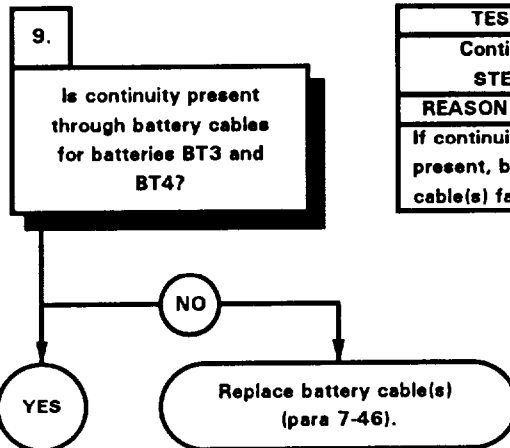 9.
Is continuity present
through battery cables
for batteries BT3 and
BT4?
NO
YES
Replace battery cable(s)
(para 7-46).
TES
Conti
STE
REASON
If continui
present, b
cable(s) fa